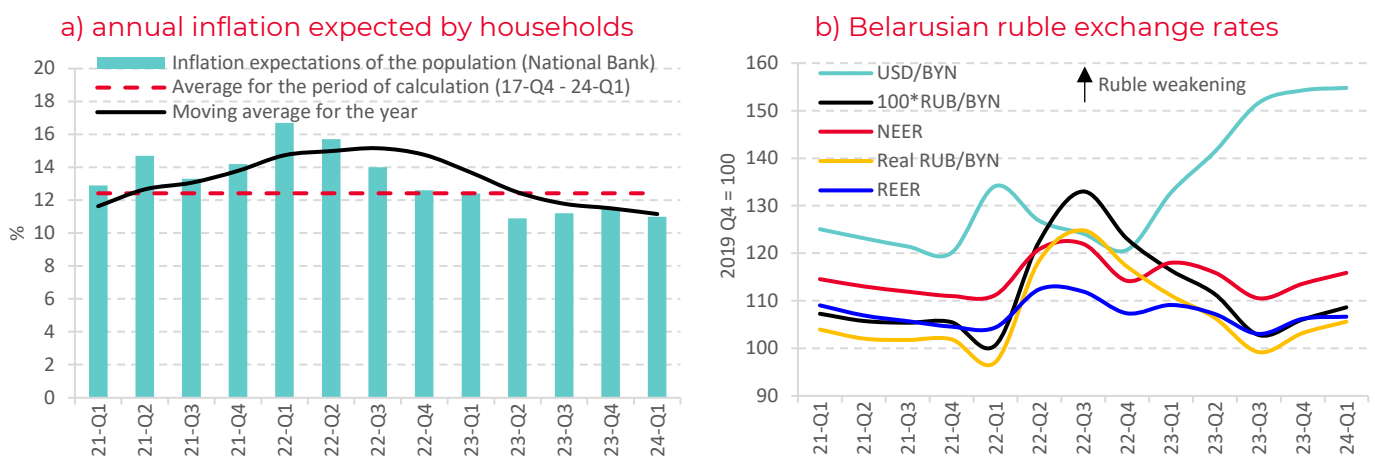 a) annual inflation expected by households
Inflation expectations of the population (National Bank)
Average for the period of calculation (17-Q4 - 24-Q1)
Moving average for the year
20
18
16
14
12
10
8
6
4
2
0
%
21-Q1
21-Q2
21-Q3
21-Q4
22-Q1
22-Q2
22-Q3
22-Q4
23-Q1
23-Q2
23-Q3
23-Q4
24-Q1
b) Belarusian ruble exchange rates
USD/BYN
100*RUB/BYN
NEER
Real RUB/BYN
REER
Ruble weakening
160
150
140
130
120
110
100
90
2019 Q4 = 100
21-Q1
21-Q2
21-Q3
21-Q4
22-Q1
22-Q2
22-Q3
22-Q4
23-Q1
23-Q2
23-Q3
23-Q4
24-Q1